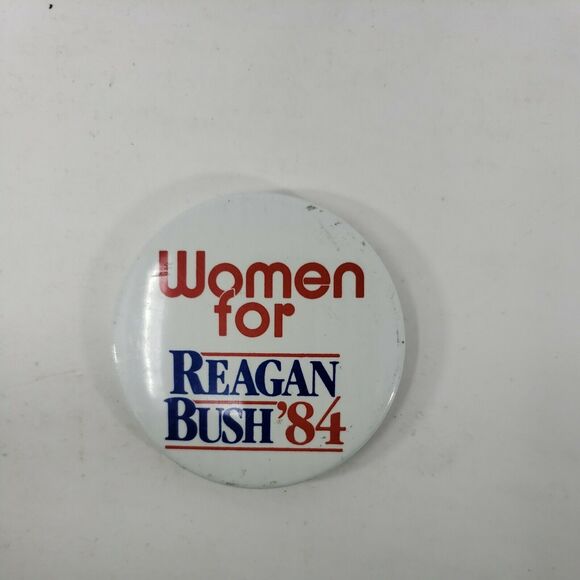 Women
for
REAGAN
BUSH '84